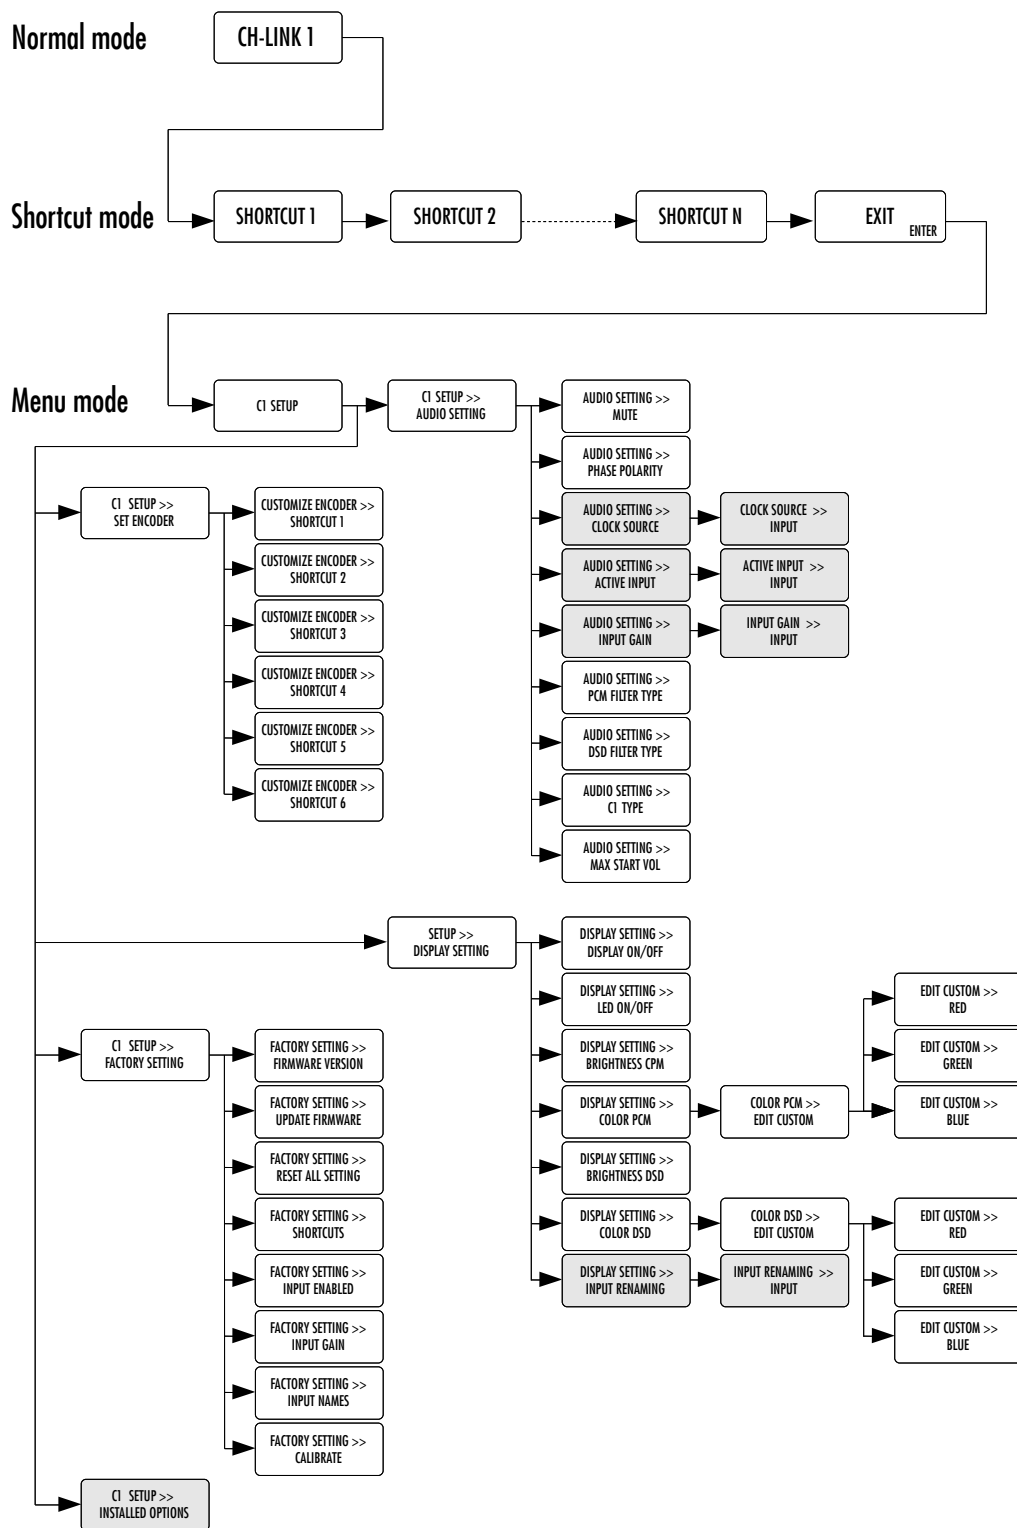 Normal mode
CH-LINK 1
Shortcut mode
SHORTCUT 1
SHORTCUT 2
SHORTCUT N
EXIT
ENTER
Menu mode
C1 SETUP
C1 SETUP >>
AUDIO SETTING
AUDIO SETTING >>
MUTE
AUDIO SETTING >>
PHASE POLARITY
AUDIO SETTING >>
CLOCK SOURCE
CLOCK SOURCE >>
INPUT
AUDIO SETTING >>
ACTIVE INPUT
ACTIVE INPUT >>
INPUT
AUDIO SETTING >>
INPUT GAIN
INPUT GAIN >>
INPUT
AUDIO SETTING >>
PCM FILTER TYPE
AUDIO SETTING >>
DSD FILTER TYPE
AUDIO SETTING >>
C1 TYPE
AUDIO SETTING >>
MAX START VOL
C1 SETUP >>
SET ENCODER
CUSTOMIZE ENCODER >>
SHORTCUT 1
CUSTOMIZE ENCODER >>
SHORTCUT 2
CUSTOMIZE ENCODER >>
SHORTCUT 3
CUSTOMIZE ENCODER >>
SHORTCUT 4
CUSTOMIZE ENCODER >>
SHORTCUT 5
CUSTOMIZE ENCODER >>
SHORTCUT 6
SETUP >>
DISPLAY SETTING
DISPLAY SETTING >>
DISPLAY ON/OFF
DISPLAY SETTING >>
LED ON/OFF
DISPLAY SETTING >>
BRIGHTNESS CPM
DISPLAY SETTING >>
COLOR PCM
COLOR PCM >>
EDIT CUSTOM
EDIT CUSTOM >>
RED
EDIT CUSTOM >>
GREEN
EDIT CUSTOM >>
BLUE
DISPLAY SETTING >>
BRIGHTNESS DSD
DISPLAY SETTING >>
COLOR DSD
COLOR DSD >>
EDIT CUSTOM
EDIT CUSTOM >>
RED
EDIT CUSTOM >>
GREEN
EDIT CUSTOM >>
BLUE
DISPLAY SETTING >>
INPUT RENAMING
INPUT RENAMING >>
INPUT
C1 SETUP >>
FACTORY SETTING
FACTORY SETTING >>
FIRMWARE VERSION
FACTORY SETTING >>
UPDATE FIRMWARE
FACTORY SETTING >>
RESET ALL SETTING
FACTORY SETTING >>
SHORTCUTS
FACTORY SETTING >>
INPUT ENABLED
FACTORY SETTING >>
INPUT GAIN
FACTORY SETTING >>
INPUT NAMES
FACTORY SETTING >>
CALIBRATE
C1 SETUP >>
INSTALLED OPTIONS